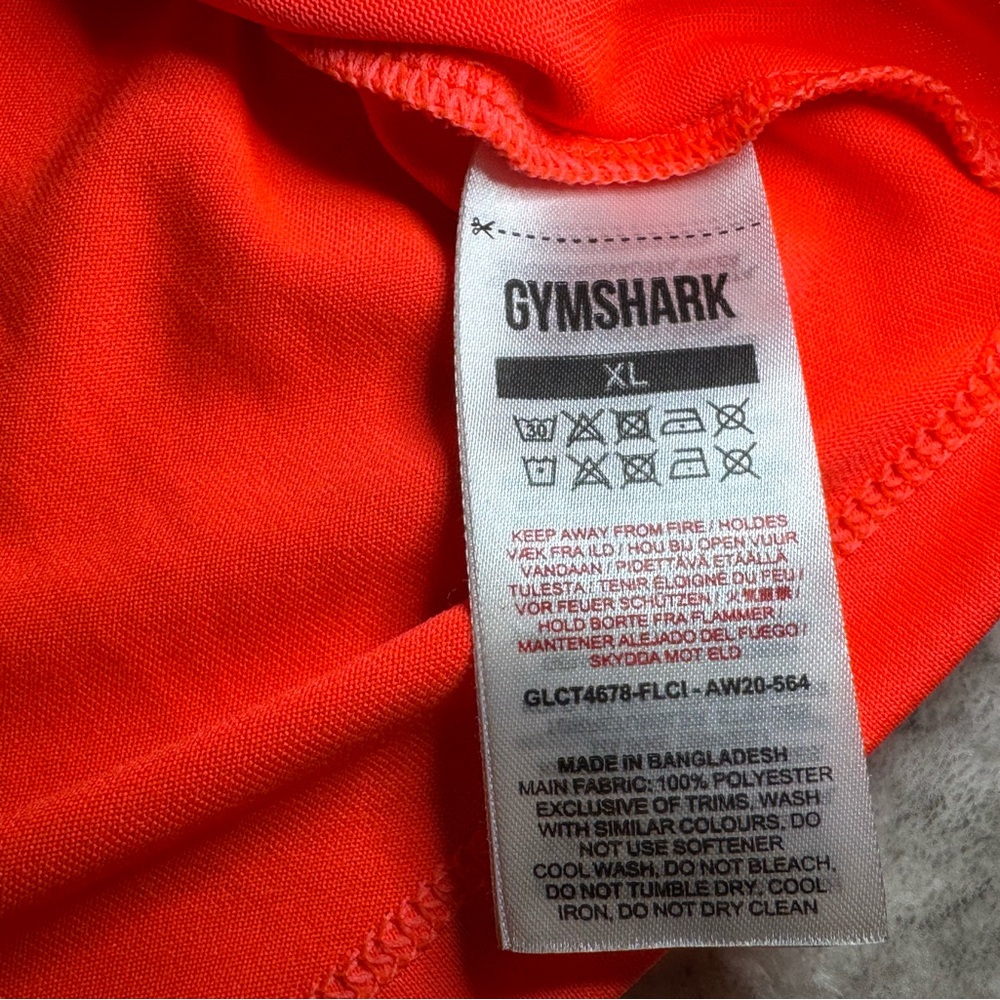 GYMSHARK
XL
30
KEEP AWAY FROM FIRE / HOLDES
VÆK FRA ILD / HOU BIJ OPEN VUUR
VANDAAN / PIDETTÄVÄ ETÄÄLLÄ
TULESTA / TENIR ÉLOIGNÉ DU FEU /
VOR FEUER SCHÜTZEN /
HOLD BORTE FRA FLAMMER
MANTENER ALEJADO DEL FUEGO /
SKYDDA MOT ELD
GLCT4678-FLCI - AW20-564
MADE IN BANGLADESH
MAIN FABRIC: 100% POLYESTER
EXCLUSIVE OF TRIMS. WASH
WITH SIMILAR COLOURS. DO
NOT USE SOFTENER
COOL WASH, DO NOT BLEACH,
DO NOT TUMBLE DRY, COOL
IRON, DO NOT DRY CLEAN